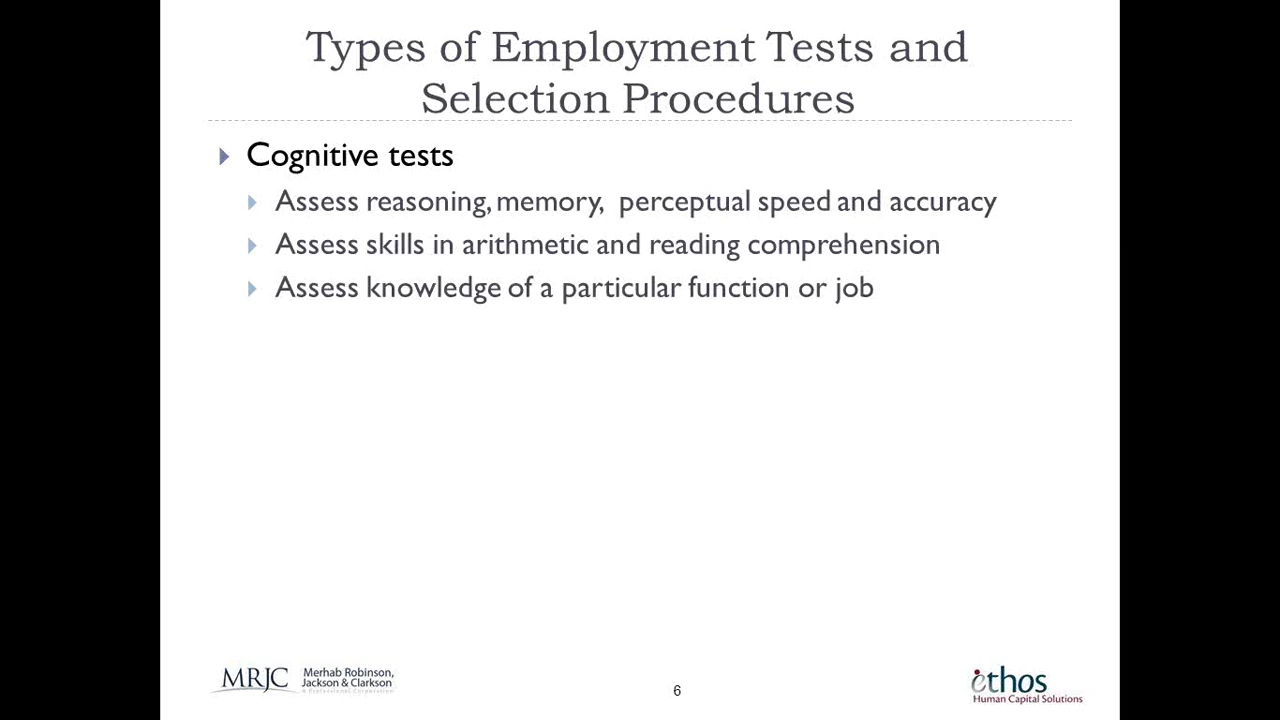 Types of Employment Tests and
Selection Procedures
Cognitive tests
Assess reasoning, memory,  perceptual speed and accuracy
Assess skills in arithmetic and reading comprehension
Assess knowledge of a particular function or job
MRJC
Merhab Robinson,
Jackson & Clarkson
A Professional Corporation
6
ethos
Human Capital Solutions